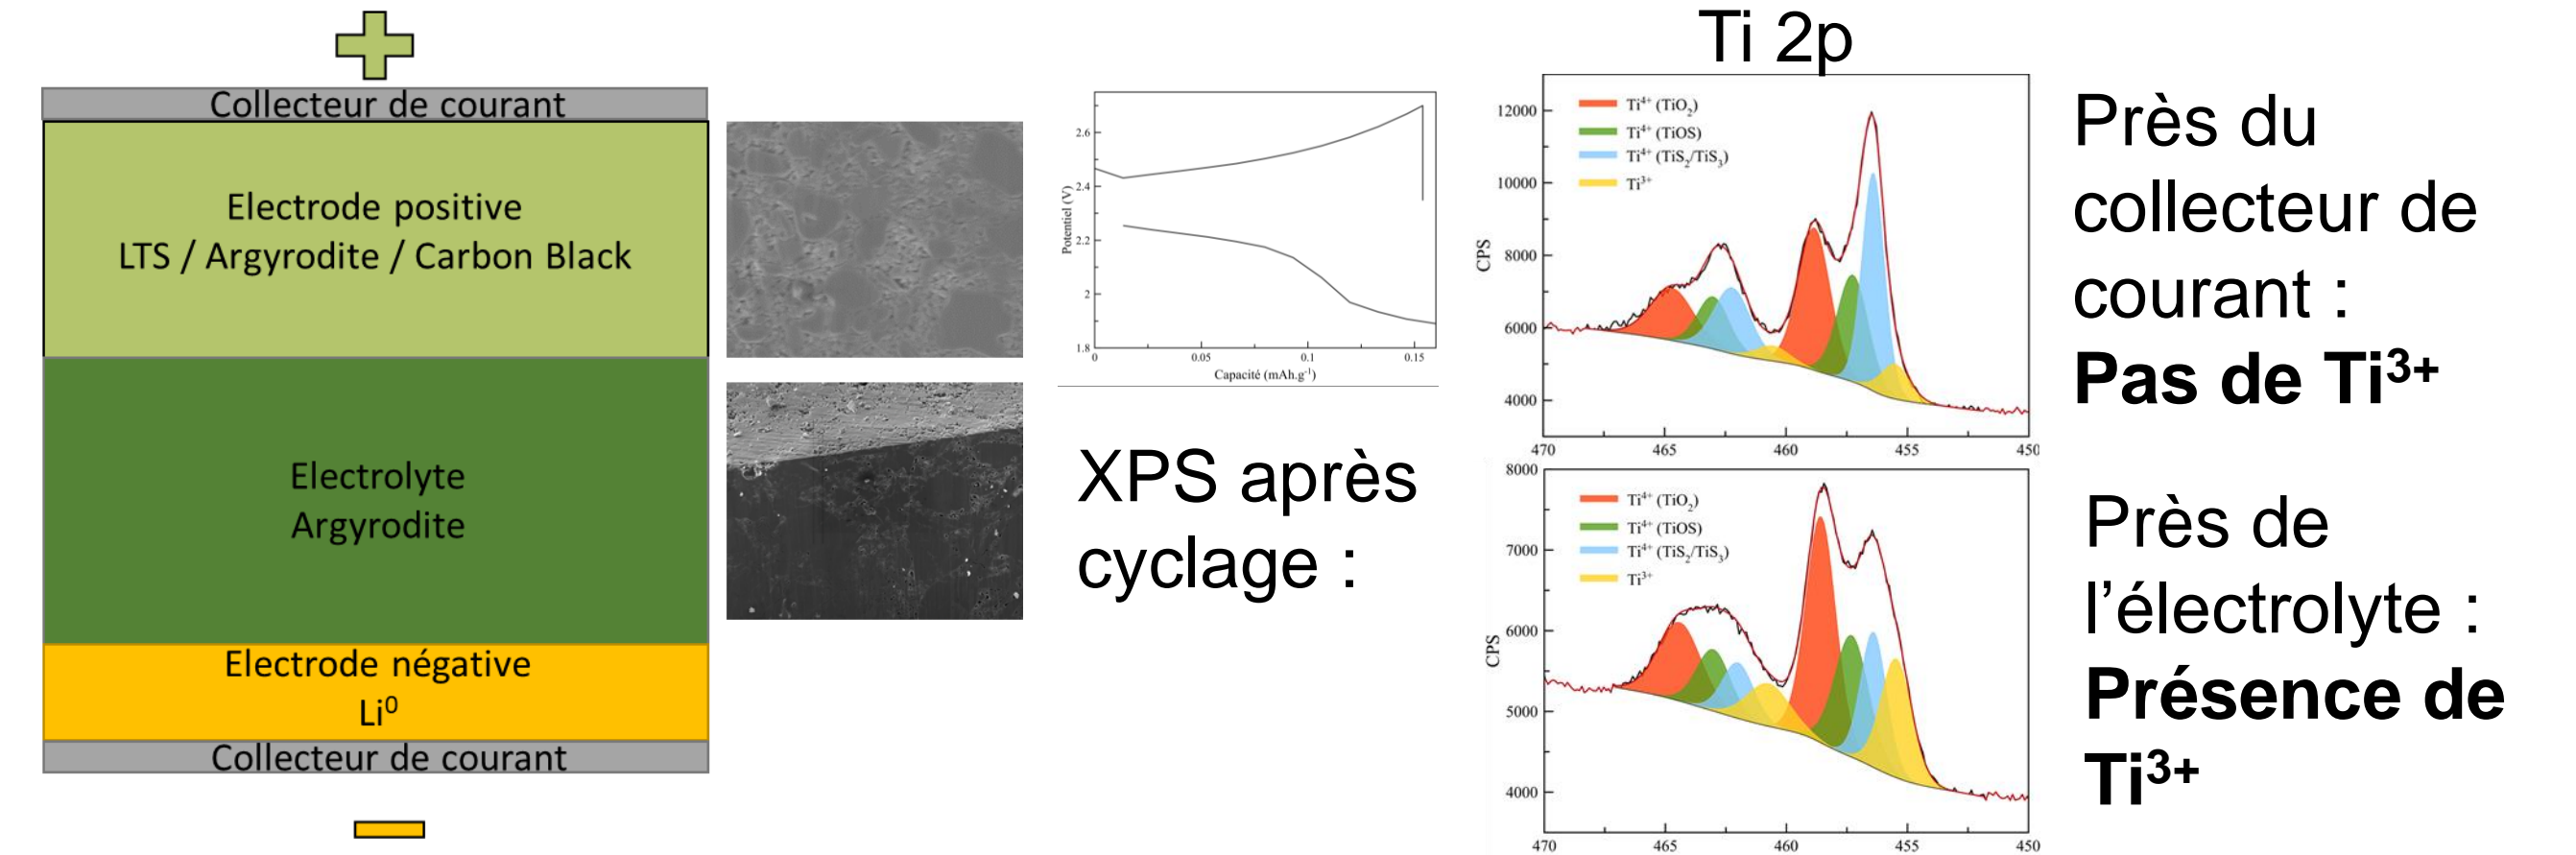 Collecteur de courant
Electrode positive
LTS / Argyrodite / Carbon Black
Electrolyte
Argyrodite
Electrode négative
Li⁰
Collecteur de courant
2.6
2.4
2.2
2
1.8
Potentiel (V)
0
0.05
0.1
0.15
Capacité (mAh.g⁻¹)
XPS après
cyclage :
Ti 2p
Ti⁴⁺ (TiO₂)
Ti⁴⁺ (TiOS)
Ti⁴⁺ (TiS₂/TiS₃)
Ti³⁺
12000
10000
8000
6000
4000
CPS
470
465
460
455
450
Près du
collecteur de
courant :
Pas de Ti³⁺
Ti⁴⁺ (TiO₂)
Ti⁴⁺ (TiOS)
Ti⁴⁺ (TiS₂/TiS₃)
Ti³⁺
8000
7000
6000
5000
4000
CPS
470
465
460
455
450
Près de
l’électrolyte :
Présence de
Ti³⁺